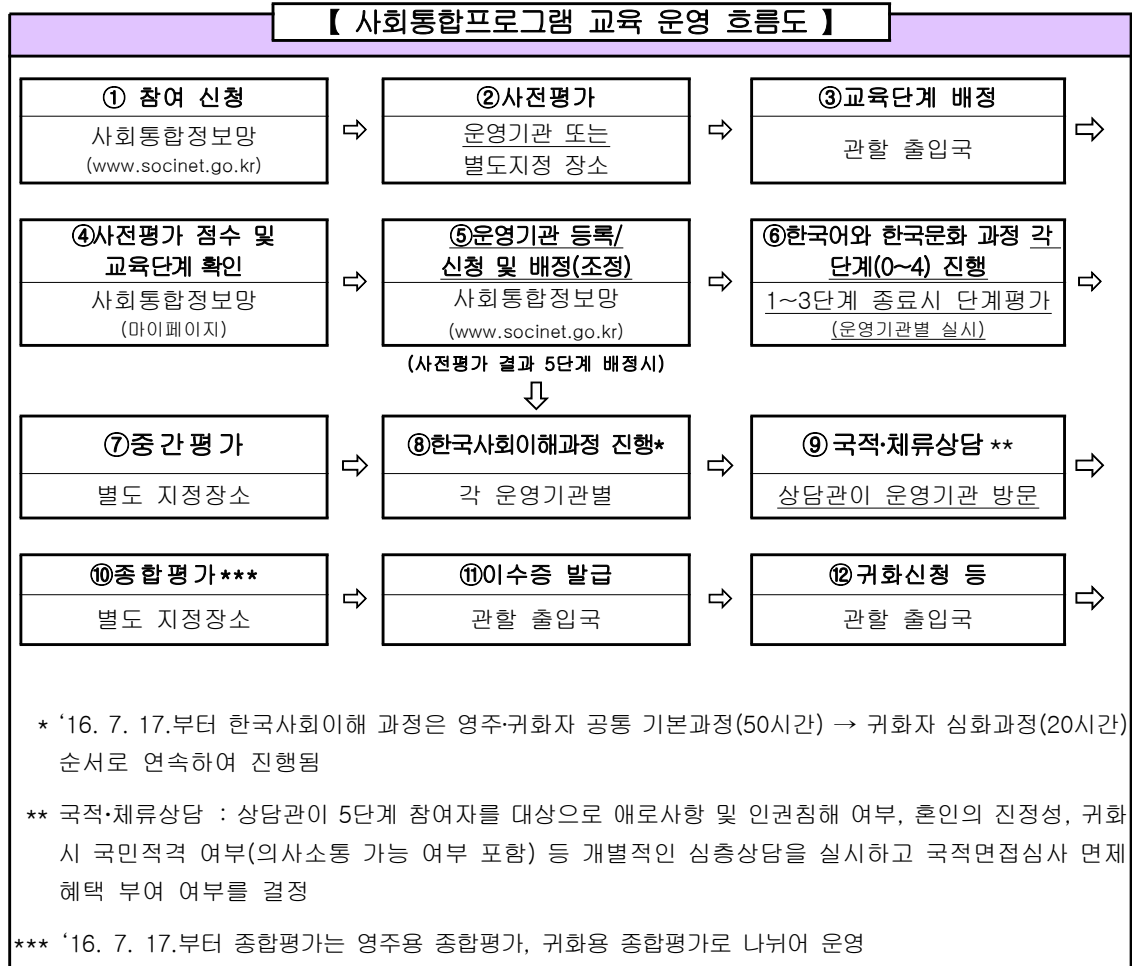 【 사회통합프로그램 교육 운영 흐름도 】
① 참여 신청
사회통합정보망
(www.socinet.go.kr)
⇨
②사전평가
운영기관 또는
별도지정 장소
⇨
③교육단계 배정
관할 출입국
⇨
④사전평가 점수 및
교육단계 확인
사회통합정보망
(마이페이지)
⇨
⑤운영기관 등록/
신청 및 배정(조정)
사회통합정보망
(www.socinet.go.kr)
⇨
⑥한국어와 한국문화 과정 각
단계(0~4) 진행
1~3단계 종료시 단계평가
(운영기관별 실시)
⇨
(사전평가 결과 5단계 배정시)
⇩
⑦중간평가
별도 지정장소
⇨
⑧한국사회이해과정 진행*
각 운영기관별
⇨
⑨국적·체류상담 **
상담관이 운영기관 방문
⇨
⑩종합평가***
별도 지정장소
⇨
⑪이수증 발급
관할 출입국
⇨
⑫귀화신청 등
관할 출입국
⇨
* ‘16. 7. 17.부터 한국사회이해 과정은 영주·귀화자 공통 기본과정(50시간) → 귀화자 심화과정(20시간)
순서로 연속하여 진행됨
** 국적·체류상담 : 상담관이 5단계 참여자를 대상으로 애로사항 및 인권침해 여부, 혼인의 진정성, 귀화
시 국민적격 여부(의사소통 가능 여부 포함) 등 개별적인 심층상담을 실시하고 국적면접심사 면제
혜택 부여 여부를 결정
*** ‘16. 7. 17.부터 종합평가는 영주용 종합평가, 귀화용 종합평가로 나뉘어 운영